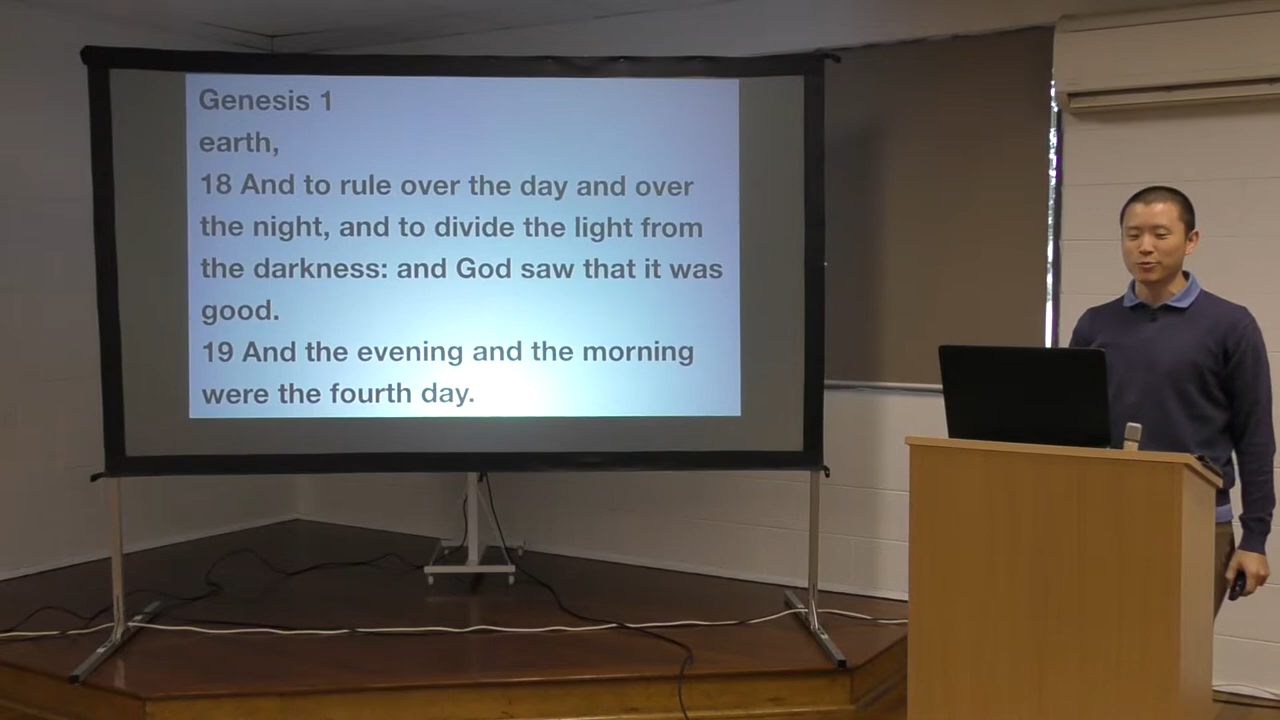 Genesis 1
earth,
18 And to rule over the day and over
the night, and to divide the light from
the darkness: and God saw that it was
good.
19 And the evening and the morning
were the fourth day.